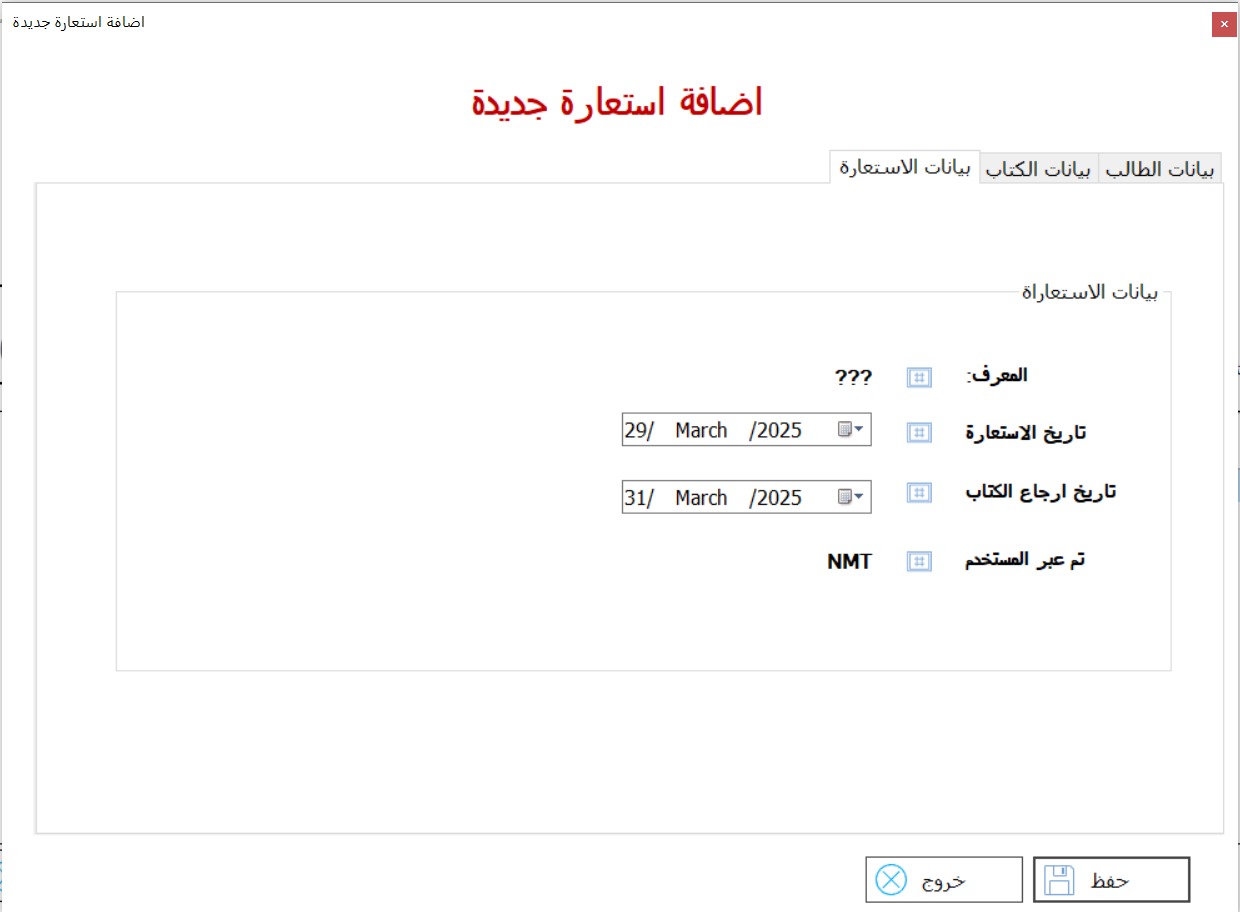 اضافة استعارة جديدة
اضافة استعارة جديدة
بيانات الطالب بيانات الكتاب بيانات الاستعارة
بيانات الاستعاراة
المعرف: ???
تاريخ الاستعارة 29/ March /2025
تاريخ ارجاع الكتاب 31/ March /2025
تم عبر المستخدم NMT
حفظ خروج